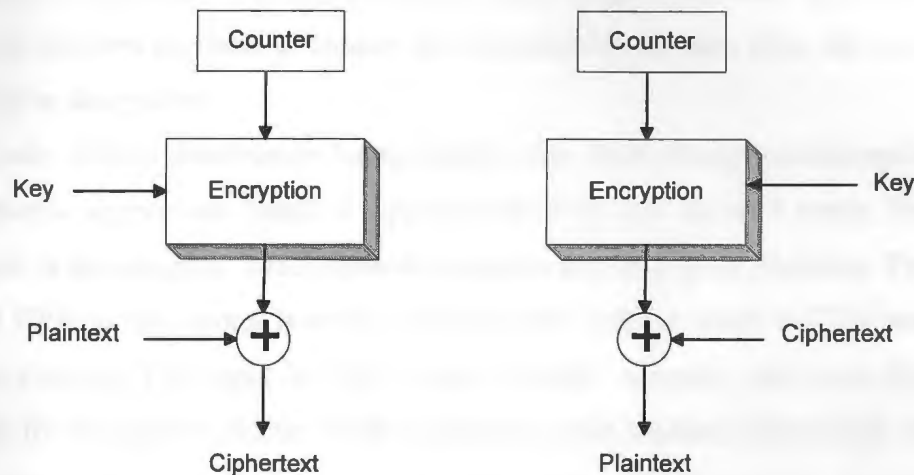 Counter
Counter
Key
Encryption
Encryption
Key
Plaintext
+
+
Ciphertext
Ciphertext
Plaintext